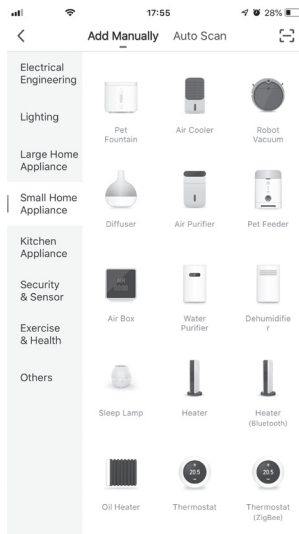 17:55
28%
Add Manually Auto Scan
Electrical
Engineering
Lighting
Large Home
Appliance
Small Home
Appliance
Kitchen
Appliance
Security
& Sensor
Exercise
& Health
Others
Pet
Fountain
Air Cooler
Robot
Vacuum
Diffuser
Air Purifier
Pet Feeder
Air Box
Water
Purifier
Dehumidifie
r
Sleep Lamp
Heater
Heater
(Bluetooth)
20.5
20.5
Oil Heater
Thermostat
Thermostat
(ZigBee)